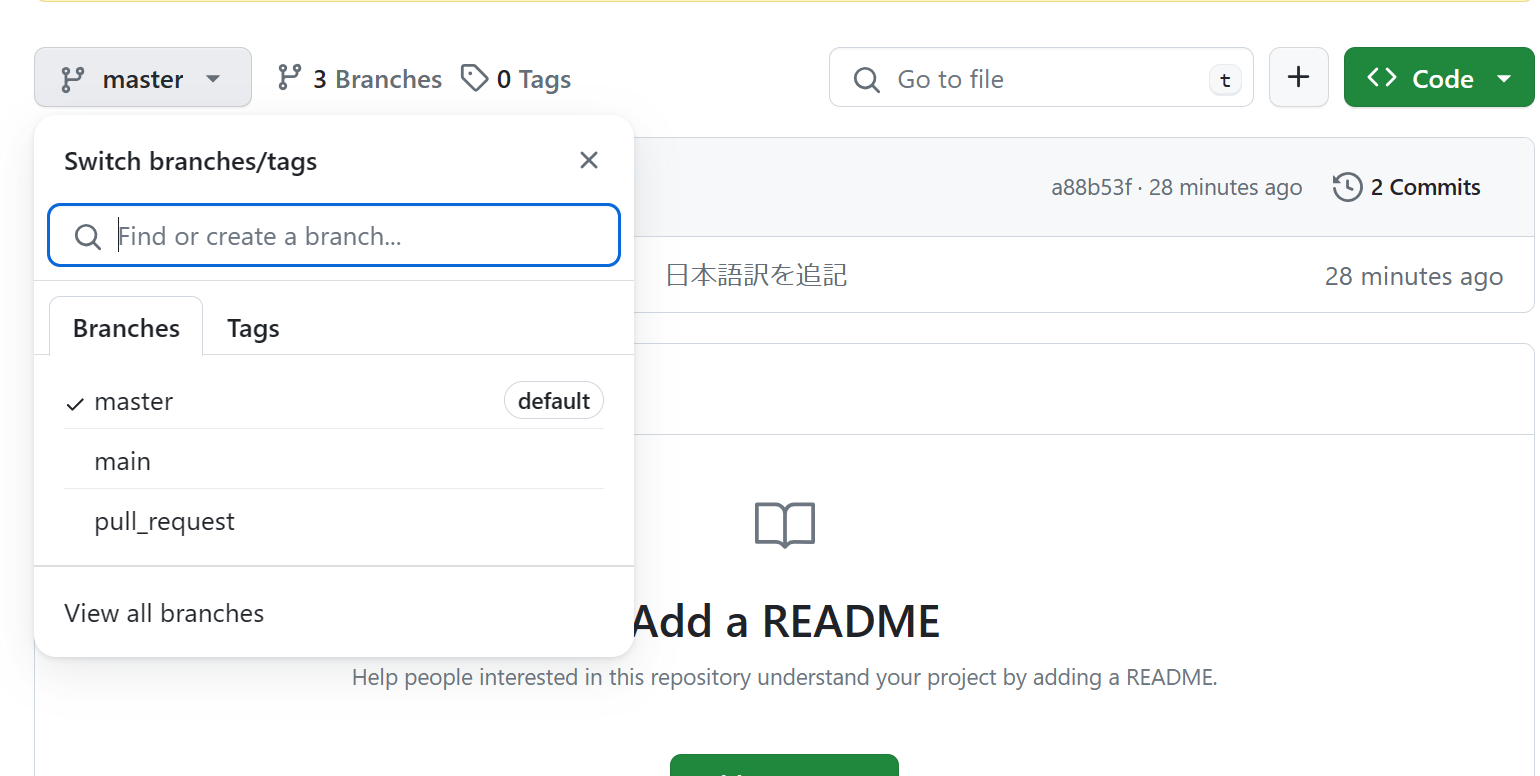 master 3 Branches 0 Tags Go to file t Code
Switch branches/tags
a88b53f · 28 minutes ago 2 Commits
Find or create a branch...
日本語訳を追記 28 minutes ago
Branches Tags
master default
main
pull_request
View all branches
Add a README
Help people interested in this repository understand your project by adding a README.